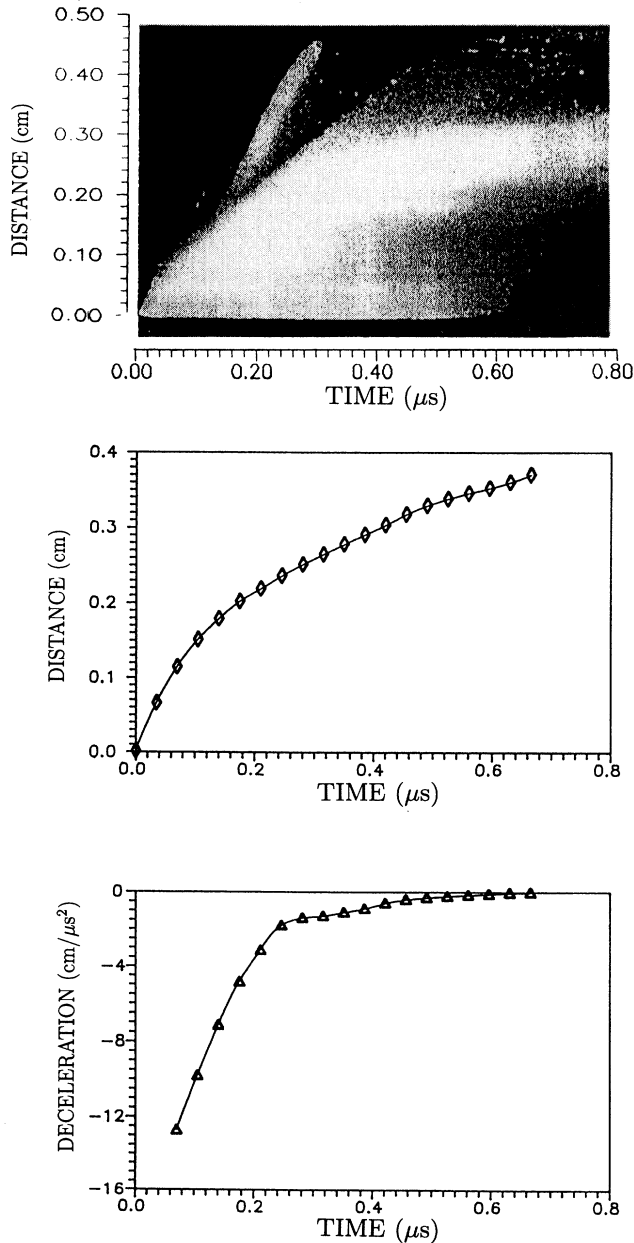 0.50
0.40
0.30
0.20
0.10
0.00
DISTANCE (cm)
0.00 0.20 0.40 0.60 0.80
TIME (μs)
0.4
0.3
0.2
0.1
0.0
DISTANCE (cm)
0.0 0.2 0.4 0.6 0.8
TIME (μs)
0
-4
-8
-12
-16
DECELERATION (cm/μs²)
0.0 0.2 0.4 0.6 0.8
TIME (μs)